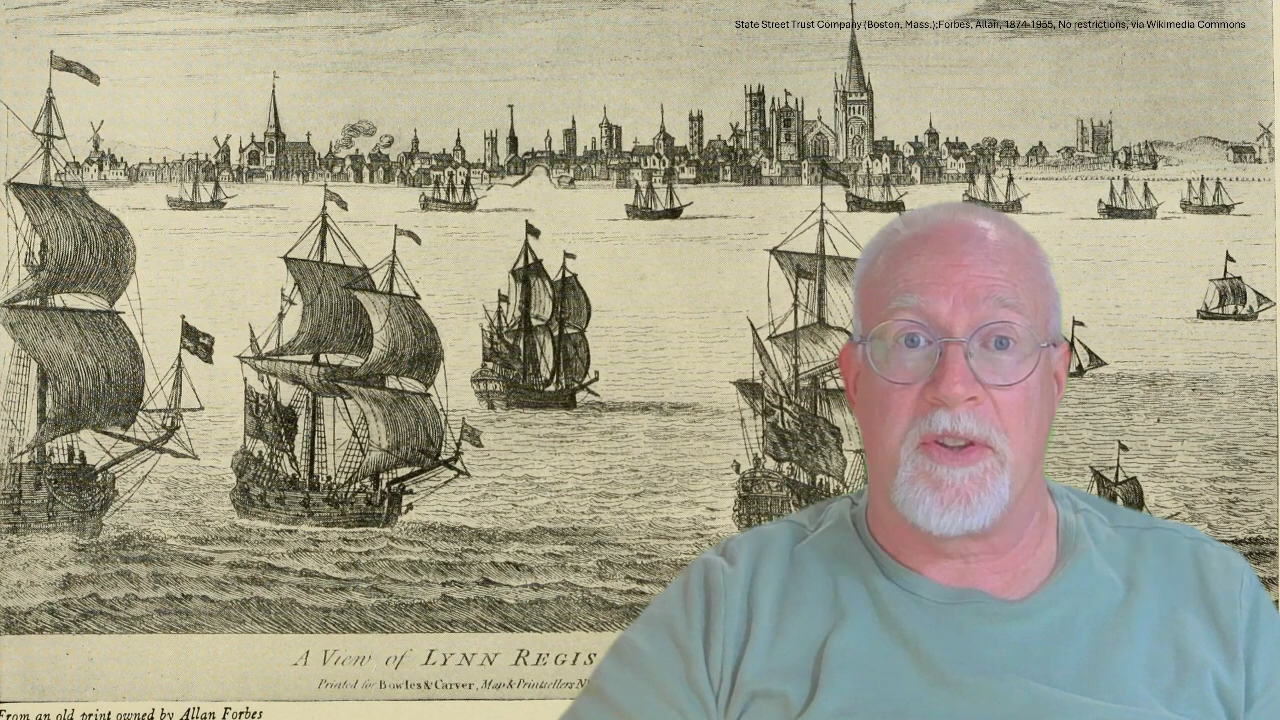 State Street Trust Company (Boston, Mass.);Forbes, Allan, 1874-1955, No restrictions, via Wikimedia Commons
A View of LYNN REGIS
Printed for Bowles & Carver, Map & Printsellers
From an old print owned by Allan Forbes